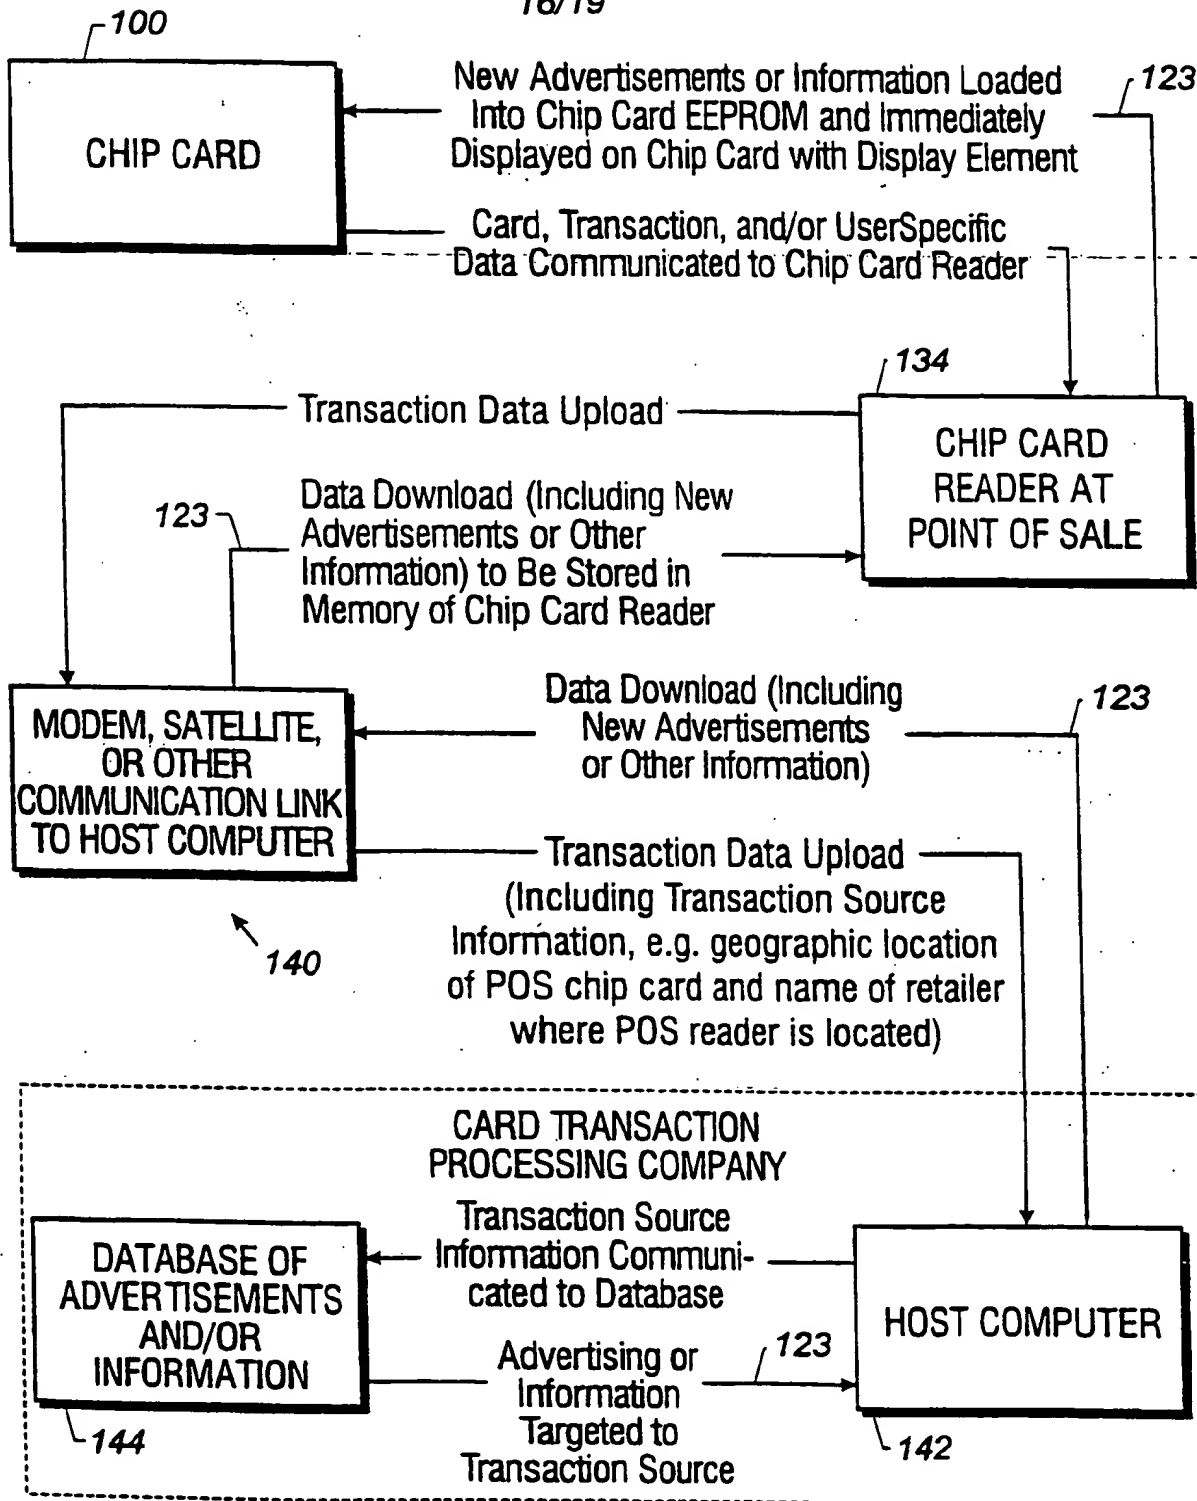 16/19
100
New Advertisements or Information Loaded
Into Chip Card EEPROM and Immediately
Displayed on Chip Card with Display Element
123
CHIP CARD
Card, Transaction, and/or UserSpecific
Data Communicated to Chip Card Reader
134
Transaction Data Upload
CHIP CARD
READER AT
POINT OF SALE
123
Data Download (Including New
Advertisements or Other
Information) to Be Stored in
Memory of Chip Card Reader
MODEM, SATELLITE,
OR OTHER
COMMUNICATION LINK
TO HOST COMPUTER
Data Download (Including
New Advertisements
or Other Information)
123
Transaction Data Upload
(Including Transaction Source
Information, e.g. geographic location
of POS chip card and name of retailer
where POS reader is located)
140
CARD TRANSACTION
PROCESSING COMPANY
Transaction Source
Information Communi-
cated to Database
DATABASE OF
ADVERTISEMENTS
AND/OR
INFORMATION
HOST COMPUTER
Advertising or
Information
Targeted to
Transaction Source
123
144
142